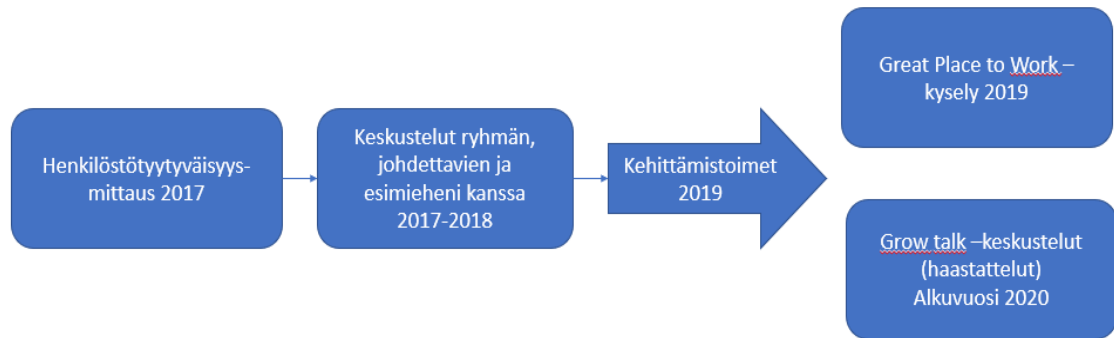 Henkilöstötyytyväisyys-
mittaus 2017
Keskustelut ryhmän,
johdettavien ja
esimieheni kanssa
2017-2018
Kehittämistoimet
2019
Great Place to Work –
kysely 2019
Grow talk –keskustelut
(haastattelut)
Alkuvuosi 2020